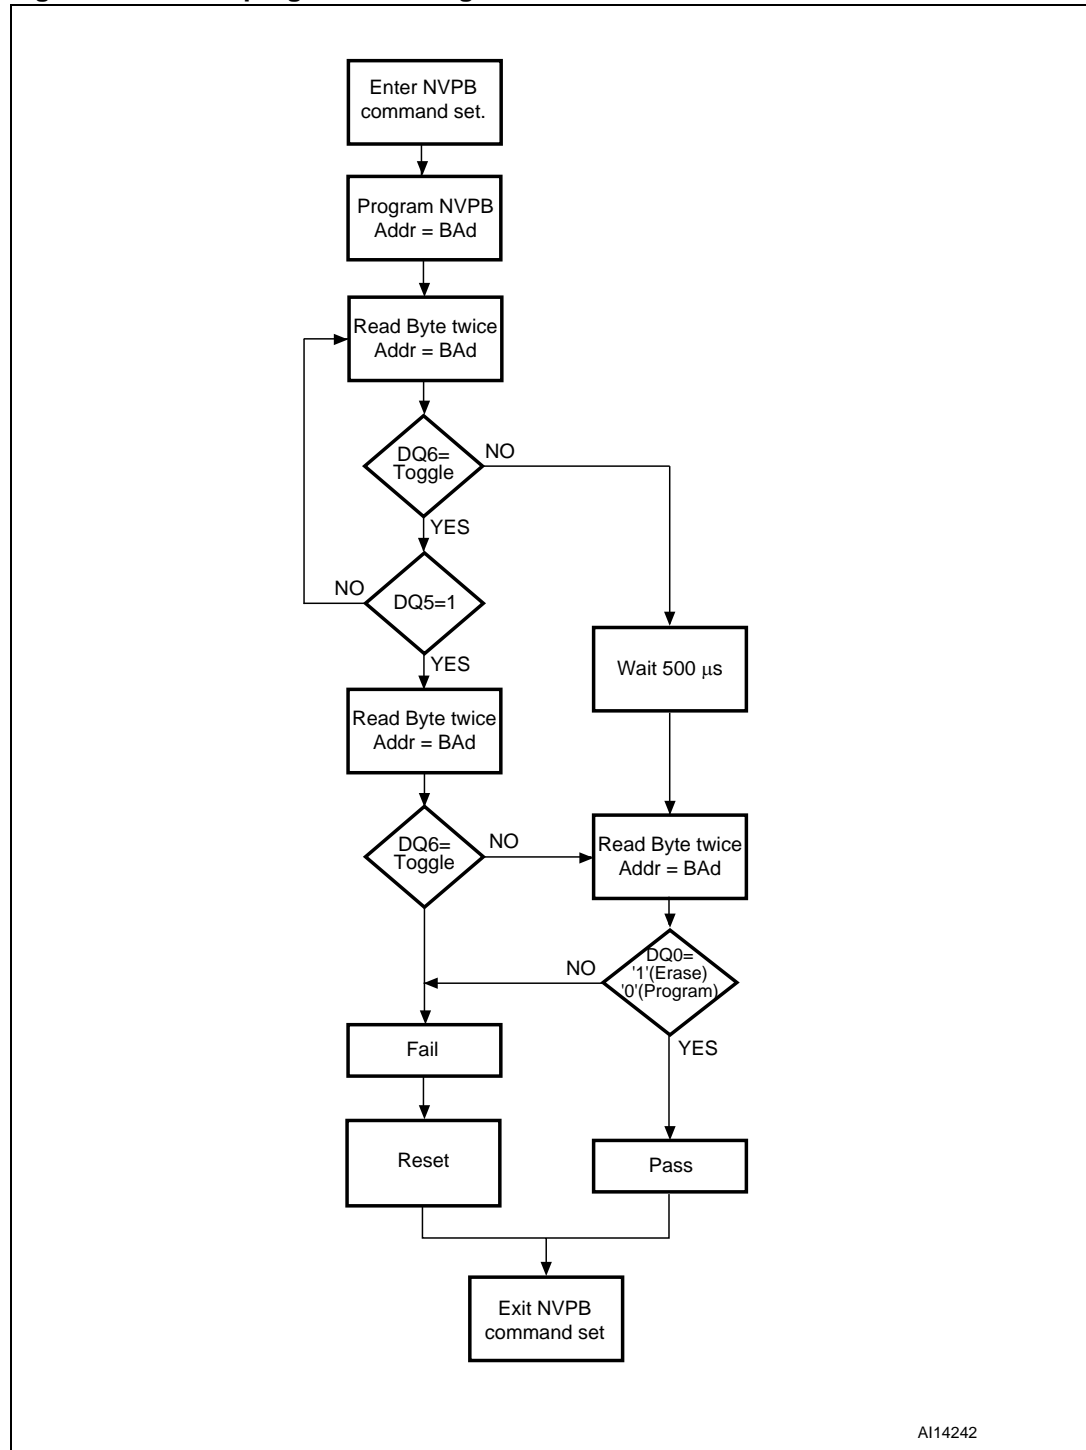 Enter NVPB
command set.
Program NVPB
Addr = BAd
Read Byte twice
Addr = BAd
DQ6=
Toggle
NO
YES
DQ5=1
NO
YES
Wait 500 μs
Read Byte twice
Addr = BAd
DQ6=
Toggle
NO
Read Byte twice
Addr = BAd
DQ0=
'1'(Erase)
'0'(Program)
NO
YES
Fail
Reset
Pass
Exit NVPB
command set
AI14242